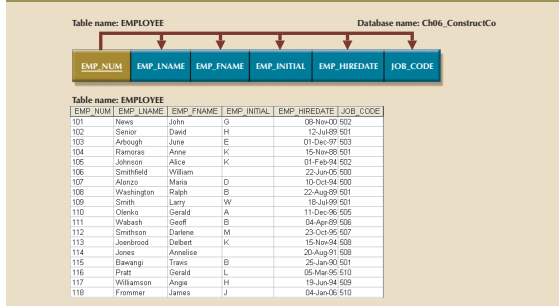 Table name: EMPLOYEE Database name: Ch06_ConstructCo
EMP_NUM EMP_LNAME EMP_FNAME EMP_INITIAL EMP_HIREDATE JOB_CODE
Table name: EMPLOYEE
EMP_NUM EMP_LNAME EMP_FNAME EMP_INITIAL EMP_HIREDATE JOB_CODE
101 News John G 08-Nov-00 502
102 Senior David H 12-Jul-89 501
103 Arbough June E 01-Dec-97 503
104 Ramoras Anne K 15-Nov-88 501
105 Johnson Alice K 01-Feb-94 502
106 Smithfield William 22-Jun-05 500
107 Alonzo Maria D 10-Oct-94 500
108 Washington Ralph B 22-Aug-89 501
109 Smith Larry W 18-Jul-99 501
110 Olenko Gerald A 11-Dec-96 505
111 Wabash Geoff B 04-Apr-89 506
112 Smithson Darlene M 23-Oct-95 507
113 Joenbrood Delbert K 15-Nov-94 508
114 Jones Annelise 20-Aug-91 508
115 Bawangi Travis B 25-Jan-90 501
116 Pratt Gerald L 05-Mar-95 510
117 Williamson Angie H 19-Jun-94 509
118 Frommer James J 04-Jan-06 510